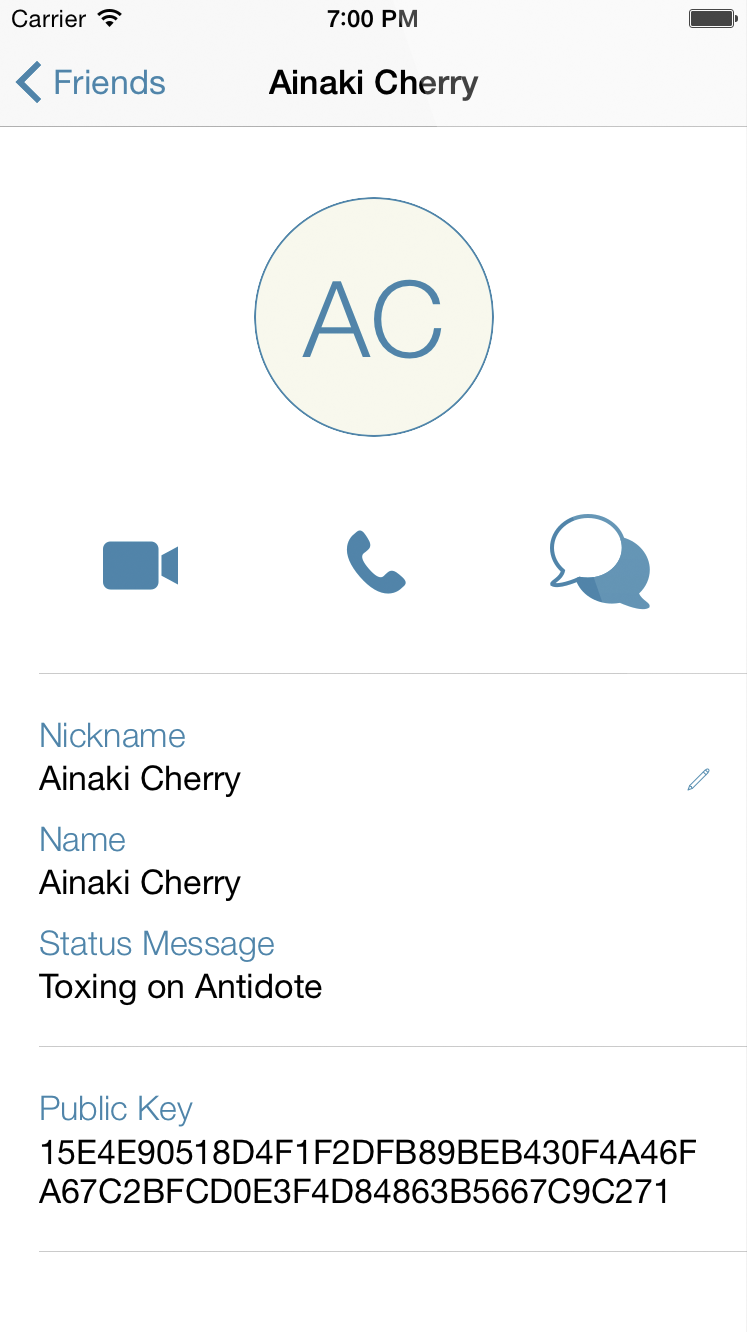 Carrier 7:00 PM
Friends Ainaki Cherry
AC
Nickname
Ainaki Cherry
Name
Ainaki Cherry
Status Message
Toxing on Antidote
Public Key
15E4E90518D4F1F2DFB89BEB430F4A46F
A67C2BFCD0E3F4D84863B5667C9C271